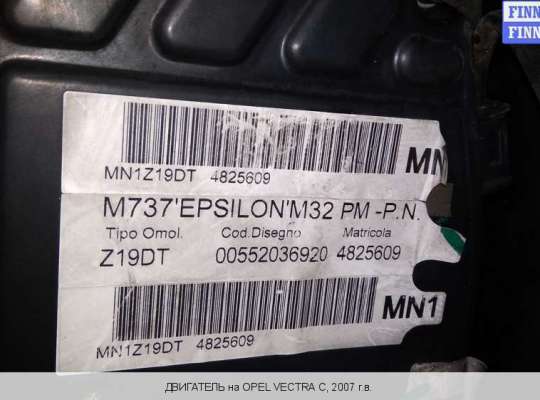 FINN
FINN
MN1Z19DT 4825609
MN
M737'EPSILON'M32 PM -P.N.
Tipo Omol. Cod.Disegno Matricola
Z19DT 00552036920 4825609
MN1
MN1Z19DT 4825609
ДВИГАТЕЛЬ на OPEL VECTRA C, 2007 г.в.